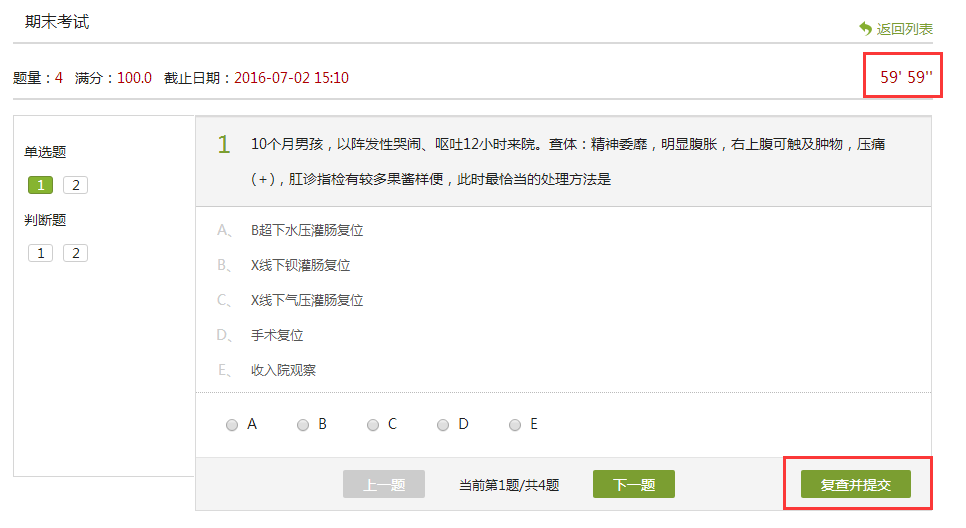 期末考试
返回列表
题量：4 满分：100.0 截止日期：2016-07-02 15:10
59' 59''
单选题
1 2
判断题
1 2
1 10个月男孩，以阵发性哭闹、呕吐12小时来院。查体：精神委靡，明显腹胀，右上腹可触及肿物，压痛
(＋)，肛诊指检有较多果酱样便，此时最恰当的处理方法是
A、 B超下水压灌肠复位
B、 X线下钡灌肠复位
C、 X线下气压灌肠复位
D、 手术复位
E、 收入院观察
A B C D E
上一题 当前第1题/共4题 下一题 复查并提交